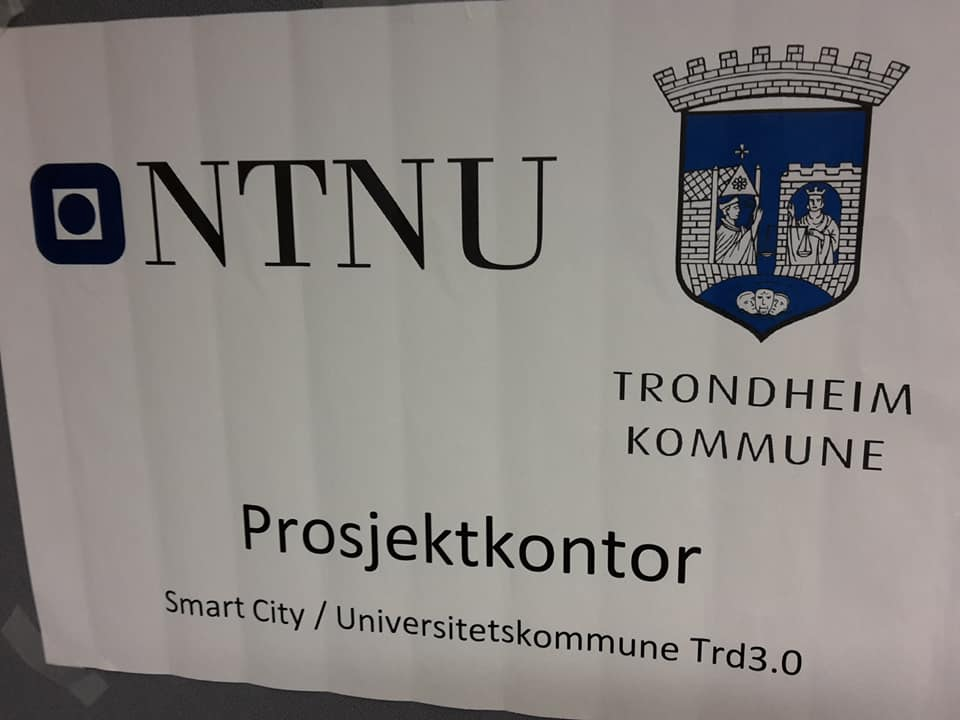 NTNU
TRONDHEIM
KOMMUNE
Prosjektkontor
Smart City / Universitetskommune Trd3.0